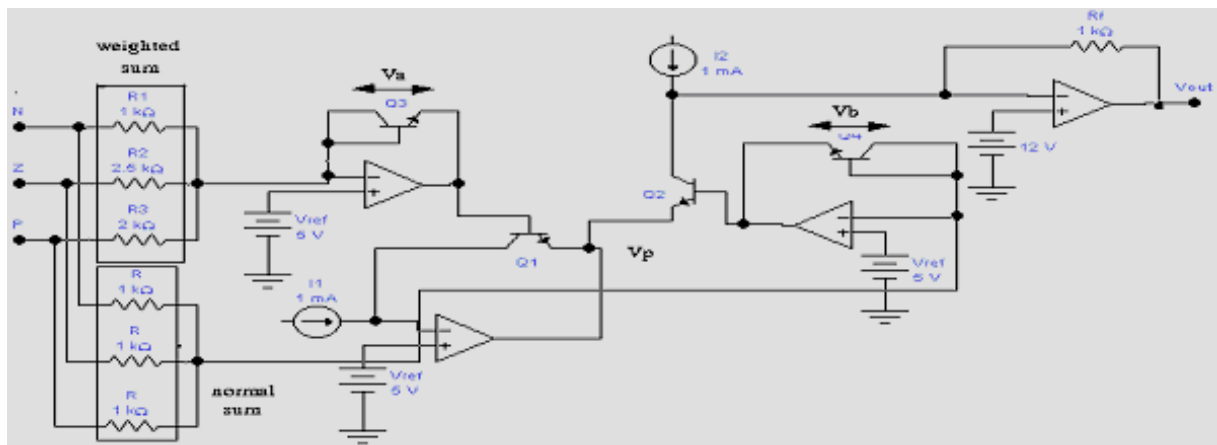 weighted
sum
N
R1
1 kΩ
Z
R2
2.5 kΩ
P
R3
2 kΩ
R
1 kΩ
R
1 kΩ
R
1 kΩ
normal
sum
Va
Q3
Vref
5 V
I1
1 mA
Q1
Vref
5 V
I2
1 mA
Q2
Vp
Vb
Q4
Vref
5 V
Rf
1 kΩ
12 V
Vout